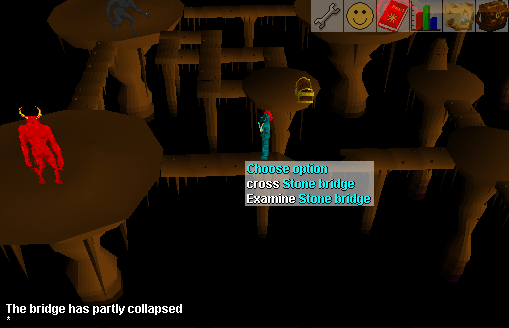 Choose option
cross Stone bridge
Examine Stone bridge
The bridge has partly collapsed
*